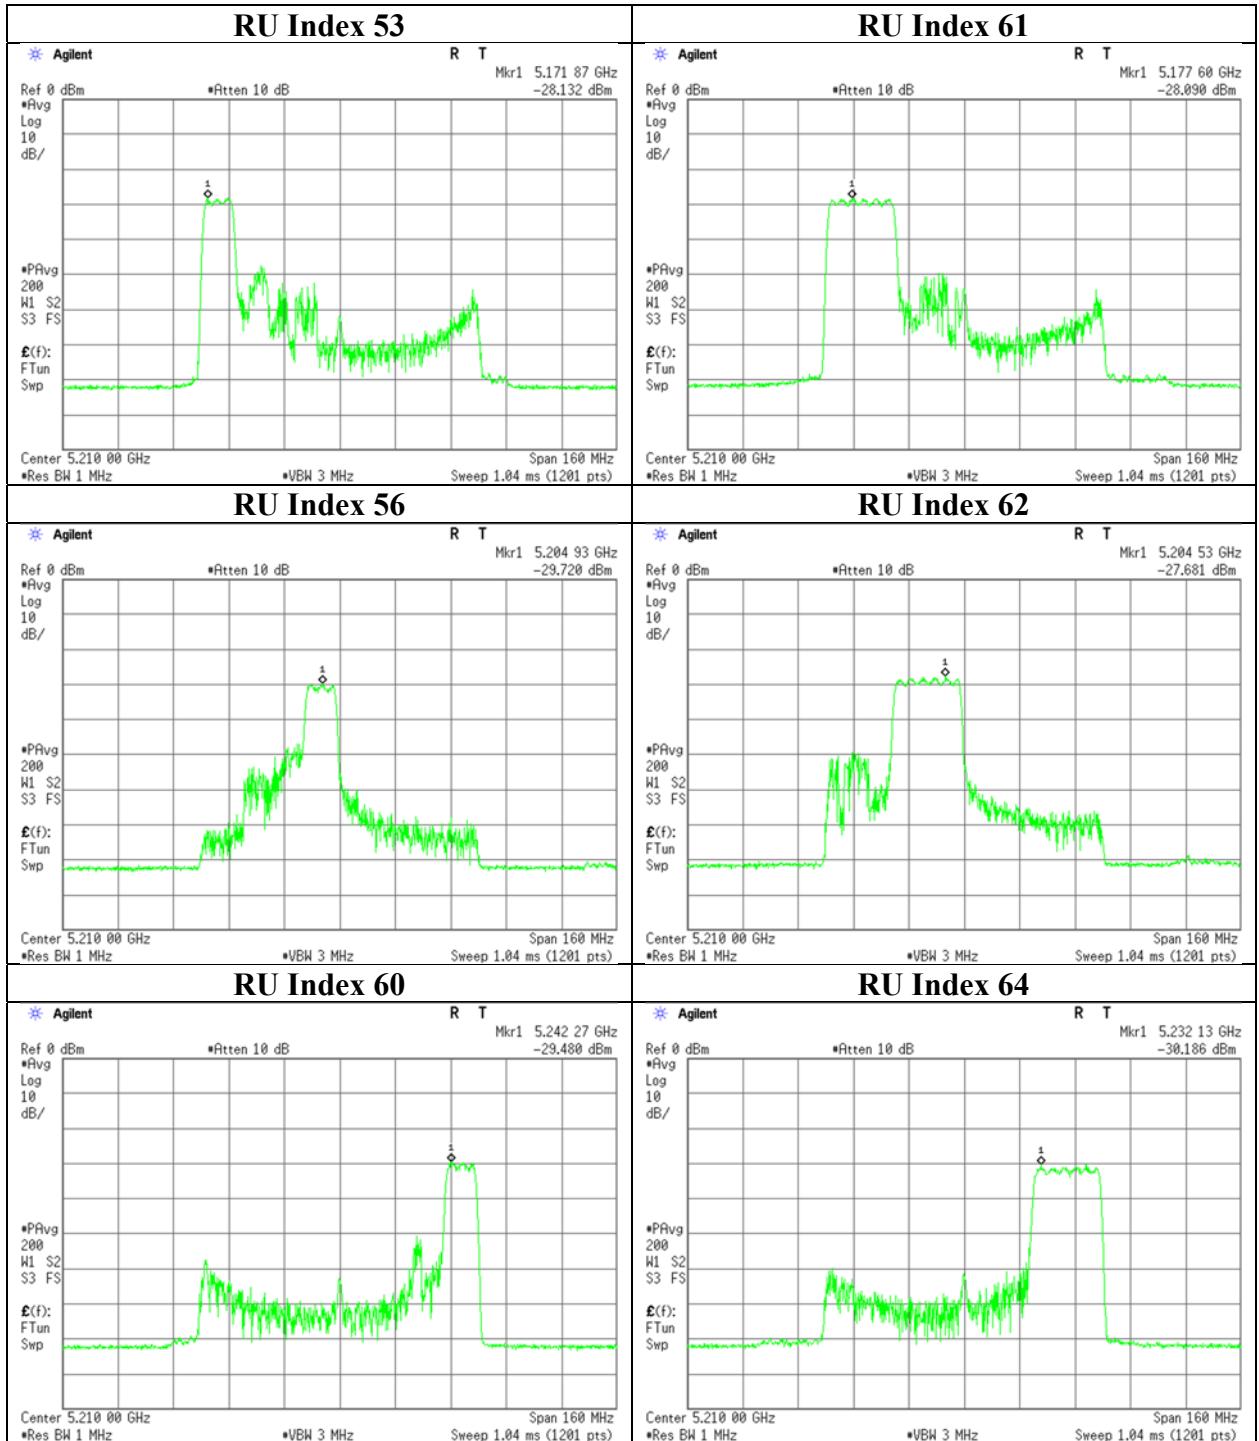 RU Index 53
Agilent R T
Mkr1 5.171 87 GHz
Ref 0 dBm #Atten 10 dB -28.132 dBm
#Avg
Log
10
dB/
1
#PAvg
200
W1 S2
S3 FS
£(f):
FTun
Swp
Center 5.210 00 GHz Span 160 MHz
#Res BW 1 MHz #VBW 3 MHz Sweep 1.04 ms (1201 pts)
RU Index 61
Agilent R T
Mkr1 5.177 60 GHz
Ref 0 dBm #Atten 10 dB -28.090 dBm
#Avg
Log
10
dB/
1
#PAvg
200
W1 S2
S3 FS
£(f):
FTun
Swp
Center 5.210 00 GHz Span 160 MHz
#Res BW 1 MHz #VBW 3 MHz Sweep 1.04 ms (1201 pts)
RU Index 56
Agilent R T
Mkr1 5.204 93 GHz
Ref 0 dBm #Atten 10 dB -29.720 dBm
#Avg
Log
10
dB/
1
#PAvg
200
W1 S2
S3 FS
£(f):
FTun
Swp
Center 5.210 00 GHz Span 160 MHz
#Res BW 1 MHz #VBW 3 MHz Sweep 1.04 ms (1201 pts)
RU Index 62
Agilent R T
Mkr1 5.204 53 GHz
Ref 0 dBm #Atten 10 dB -27.681 dBm
#Avg
Log
10
dB/
1
#PAvg
200
W1 S2
S3 FS
£(f):
FTun
Swp
Center 5.210 00 GHz Span 160 MHz
#Res BW 1 MHz #VBW 3 MHz Sweep 1.04 ms (1201 pts)
RU Index 60
Agilent R T
Mkr1 5.242 27 GHz
Ref 0 dBm #Atten 10 dB -29.480 dBm
#Avg
Log
10
dB/
1
#PAvg
200
W1 S2
S3 FS
£(f):
FTun
Swp
Center 5.210 00 GHz Span 160 MHz
#Res BW 1 MHz #VBW 3 MHz Sweep 1.04 ms (1201 pts)
RU Index 64
Agilent R T
Mkr1 5.232 13 GHz
Ref 0 dBm #Atten 10 dB -30.186 dBm
#Avg
Log
10
dB/
1
#PAvg
200
W1 S2
S3 FS
£(f):
FTun
Swp
Center 5.210 00 GHz Span 160 MHz
#Res BW 1 MHz #VBW 3 MHz Sweep 1.04 ms (1201 pts)